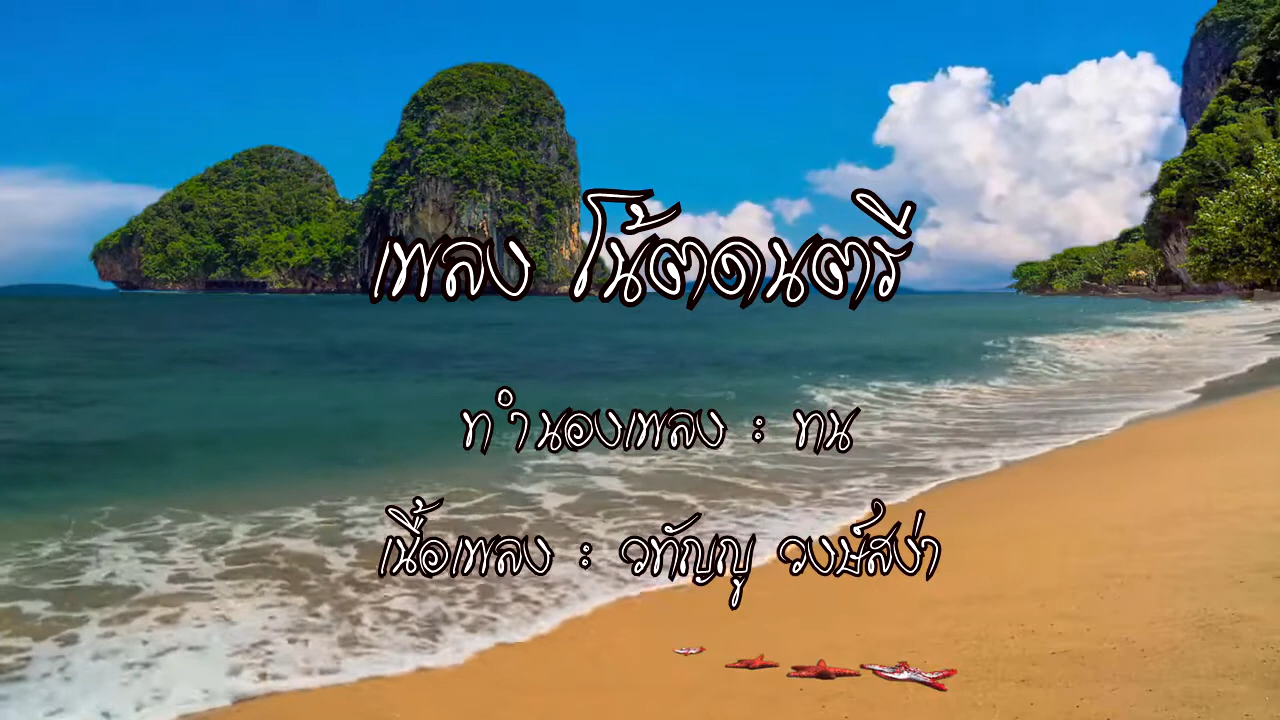 เพลง โน้ตดนตรี
ทำนองเพลง : ทน
เนื้อเพลง : วทัญญู วงษ์สง่า